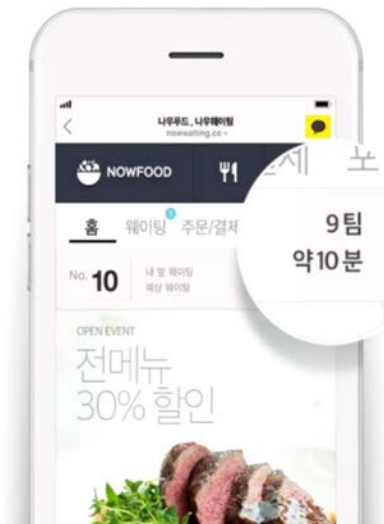 나우푸드_나우웨이팅
nowwaiting.co
NOWFOOD
홈 웨이팅 1 주문/결제 포
No. 10
내 앞 웨이팅 9팀
예상 웨이팅 약10분
OPEN EVENT
전메뉴
30% 할인